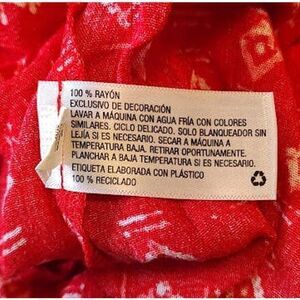 100 % RAYÓN
EXCLUSIVO DE DECORACIÓN
LAVAR A MÁQUINA CON AGUA FRÍA CON COLORES
SIMILARES. CICLO DELICADO. SOLO BLANQUEADOR SIN
LEJÍA SI ES NECESARIO. SECAR A MÁQUINA A
TEMPERATURA BAJA. RETIRAR OPORTUNAMENTE.
PLANCHAR A BAJA TEMPERATURA SI ES NECESARIO.
ETIQUETA ELABORADA CON PLÁSTICO
100 % RECICLADO